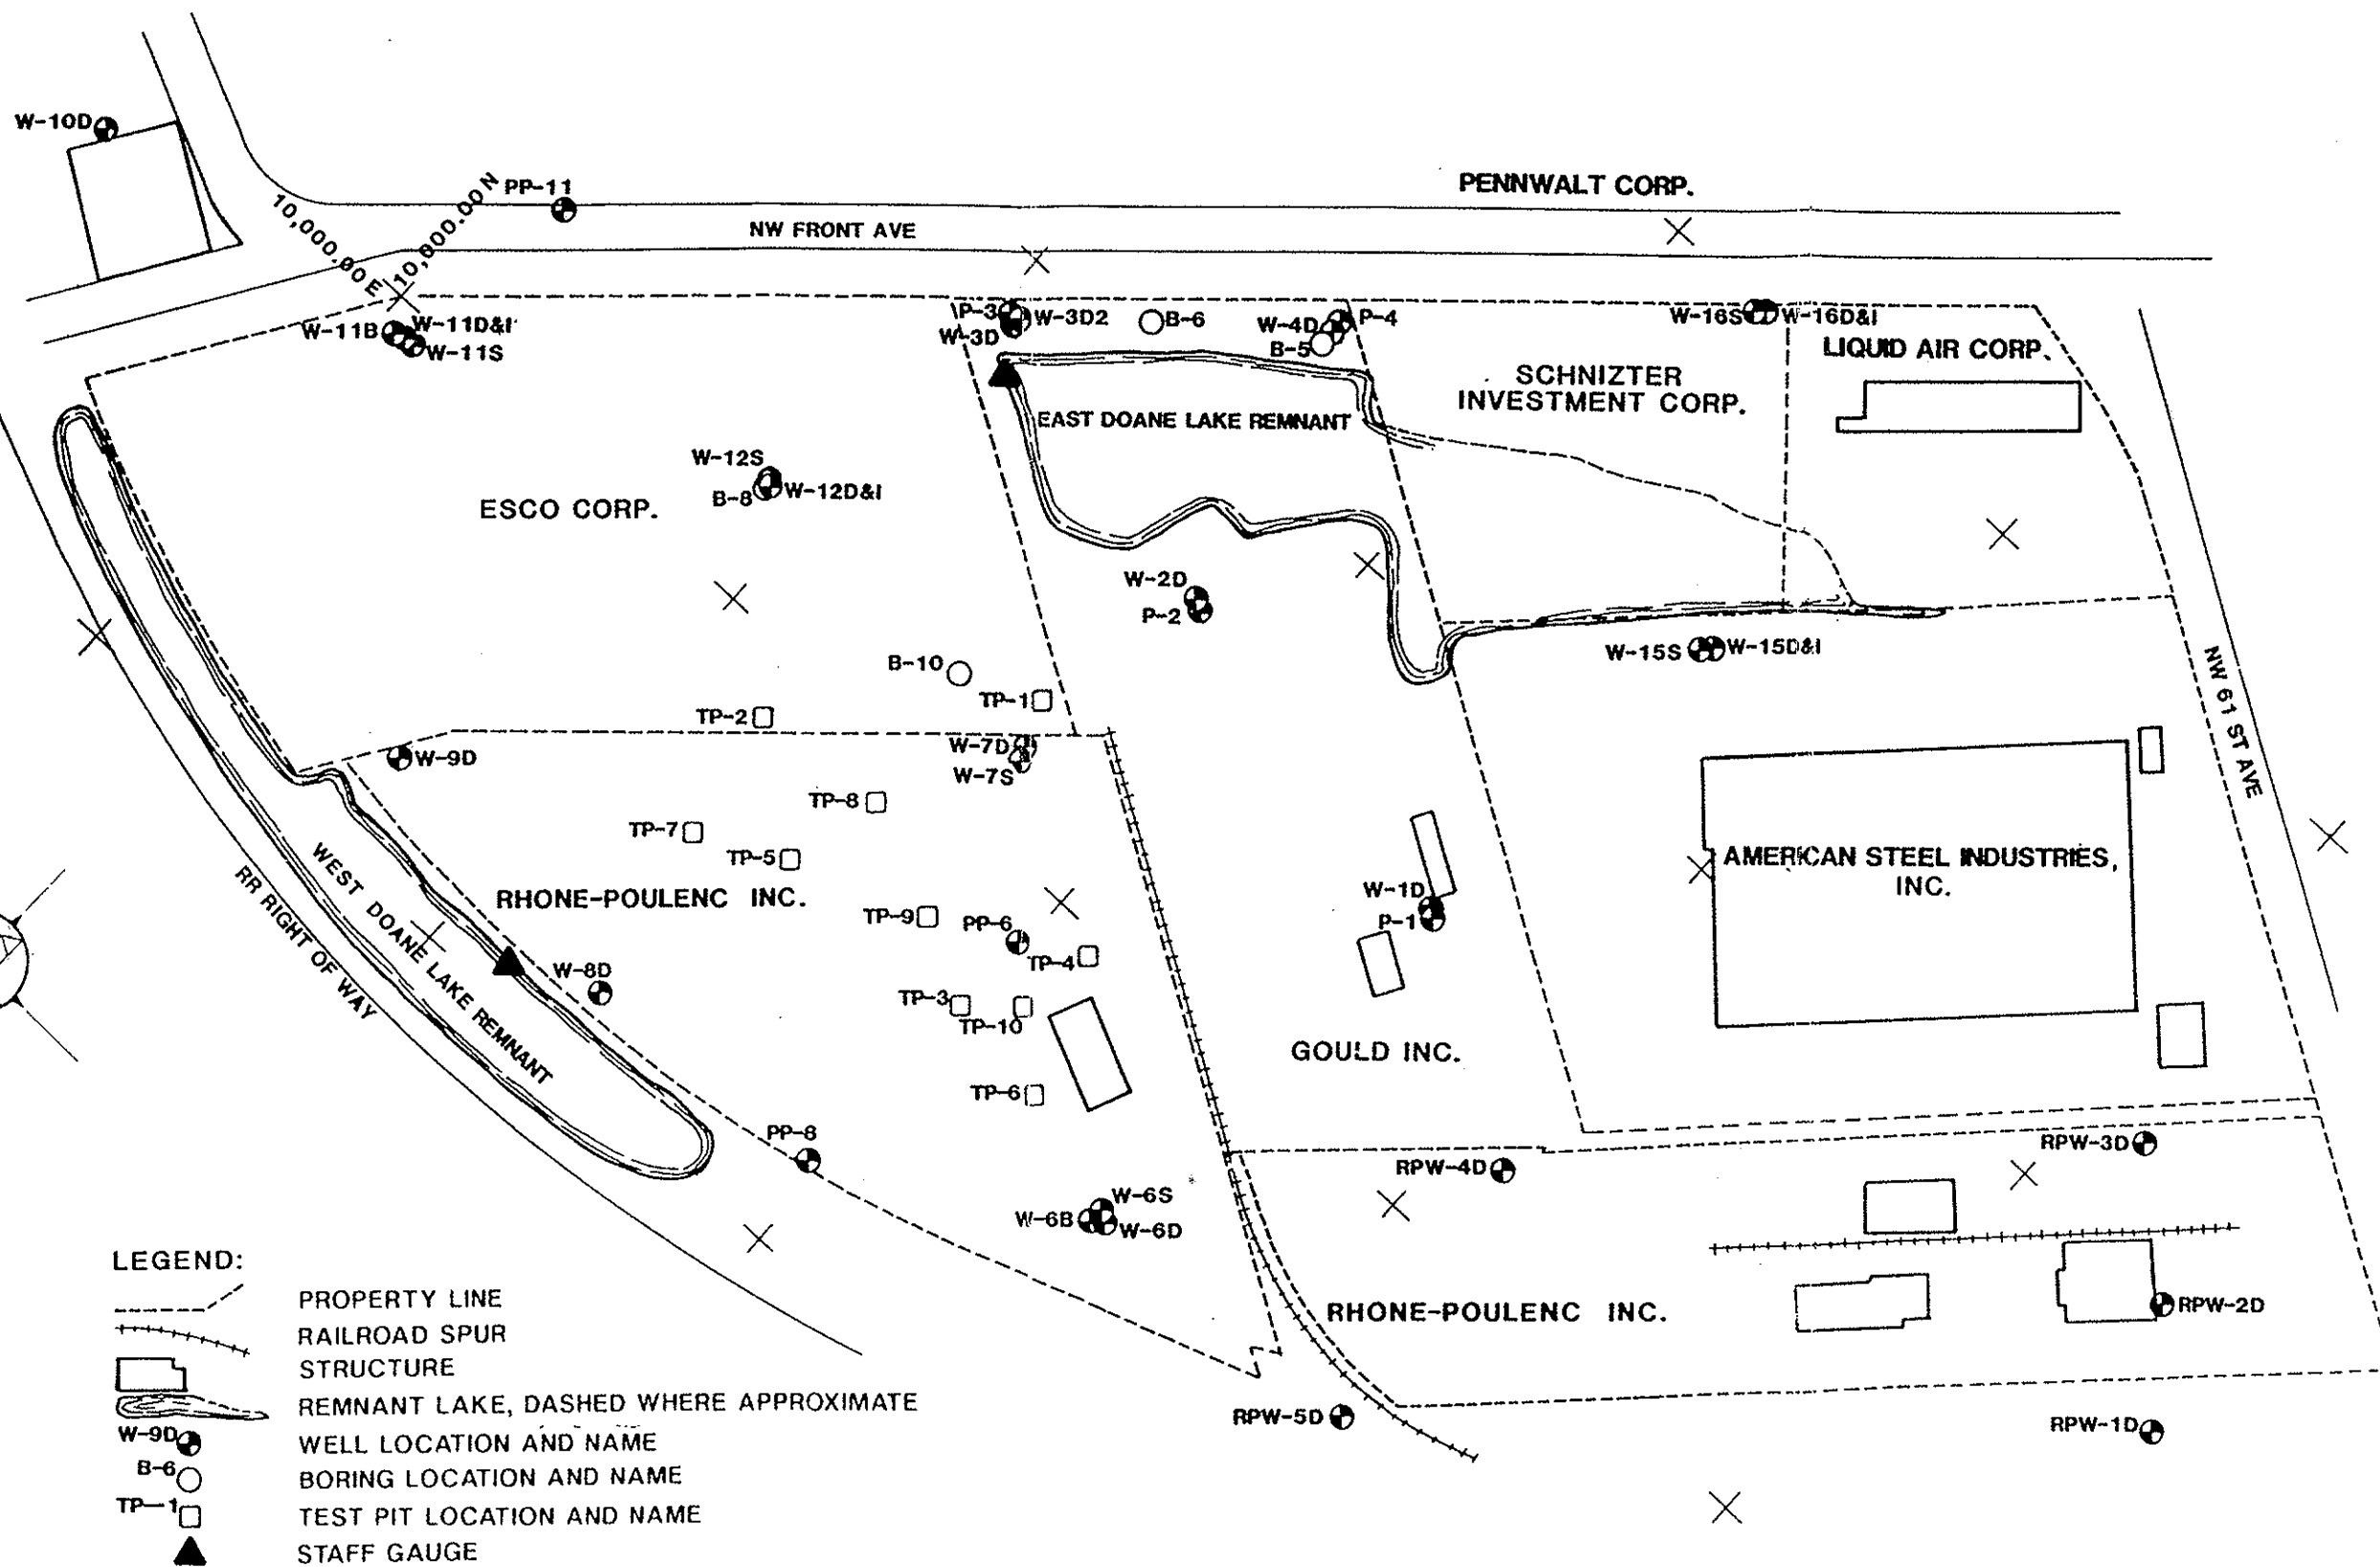 W-10D
PP-11
PENNWALT CORP.
10,000.00 E
10,000.00 N
NW FRONT AVE
W-11B
W-11D&I
W-11S
P-3
W-3D2
W-3D
B-6
W-4D
P-4
B-5
W-16S
W-16D&I
LIQUID AIR CORP.
SCHNIZTER
INVESTMENT CORP.
EAST DOANE LAKE REMNANT
W-12S
B-8
W-12D&I
ESCO CORP.
W-2D
P-2
W-15S
W-15D&I
B-10
TP-1
TP-2
NW 61 ST AVE
W-9D
W-7D
W-7S
TP-8
TP-7
TP-5
WEST DOANE LAKE REMNANT
RR RIGHT OF WAY
RHONE-POULENC INC.
AMERICAN STEEL INDUSTRIES,
INC.
W-1D
P-1
TP-9
PP-6
TP-4
W-8D
TP-3
TP-10
GOULD INC.
TP-6
PP-8
RPW-3D
RPW-4D
W-6S
W-6B
W-6D
RHONE-POULENC INC.
RPW-2D
RPW-5D
RPW-1D
LEGEND:
PROPERTY LINE
RAILROAD SPUR
STRUCTURE
REMNANT LAKE, DASHED WHERE APPROXIMATE
W-9D WELL LOCATION AND NAME
B-6 BORING LOCATION AND NAME
TP-1 TEST PIT LOCATION AND NAME
STAFF GAUGE